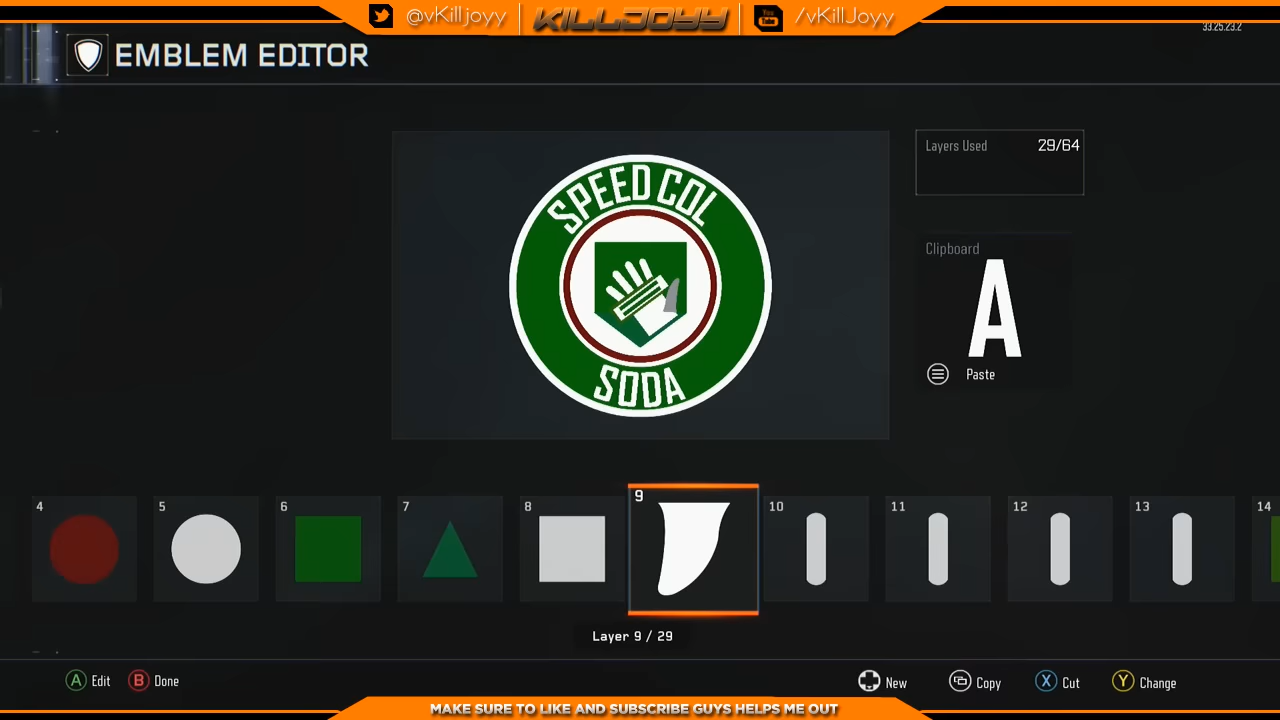 @vKilljoyy
KILLJOYY
You Tube
/vKillJoyy
33.25.23.2
EMBLEM EDITOR
Layers Used 29/64
SPEED COL
SODA
Clipboard
A
Paste
4 5 6 7 8 9 10 11 12 13 14
Layer 9 / 29
A Edit B Done New Copy X Cut Y Change
MAKE SURE TO LIKE AND SUBSCRIBE GUYS HELPS ME OUT